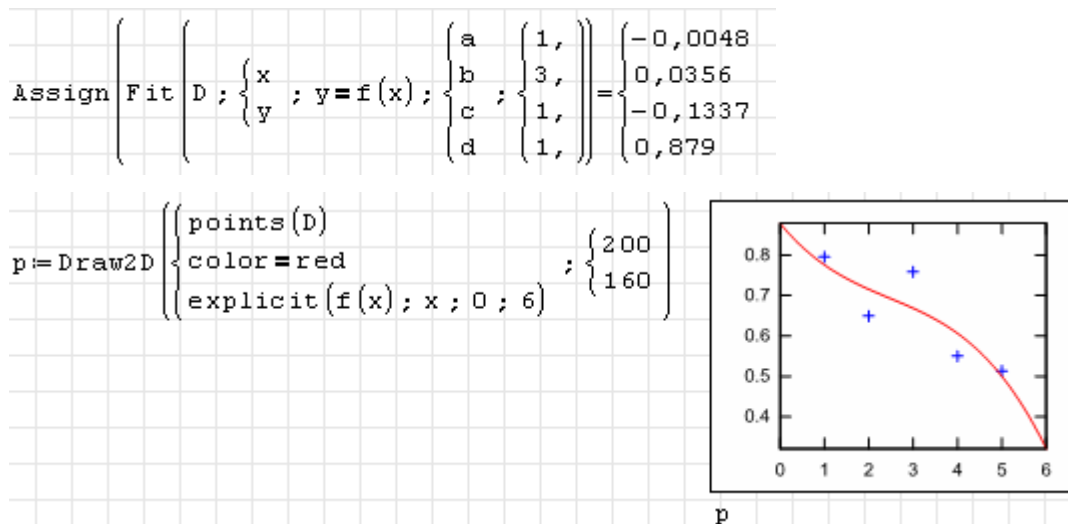 Assign(Fit(D ; {x y ; y=f(x) ; {a b c d ; {1, 3, 1, 1,))={-0,0048 0,0356 -0,1337 0,879
p:=Draw2D({points(D) color=red explicit(f(x) ; x ; 0 ; 6) ; {200 160)
0.8
0.7
0.6
0.5
0.4
0 1 2 3 4 5 6
p